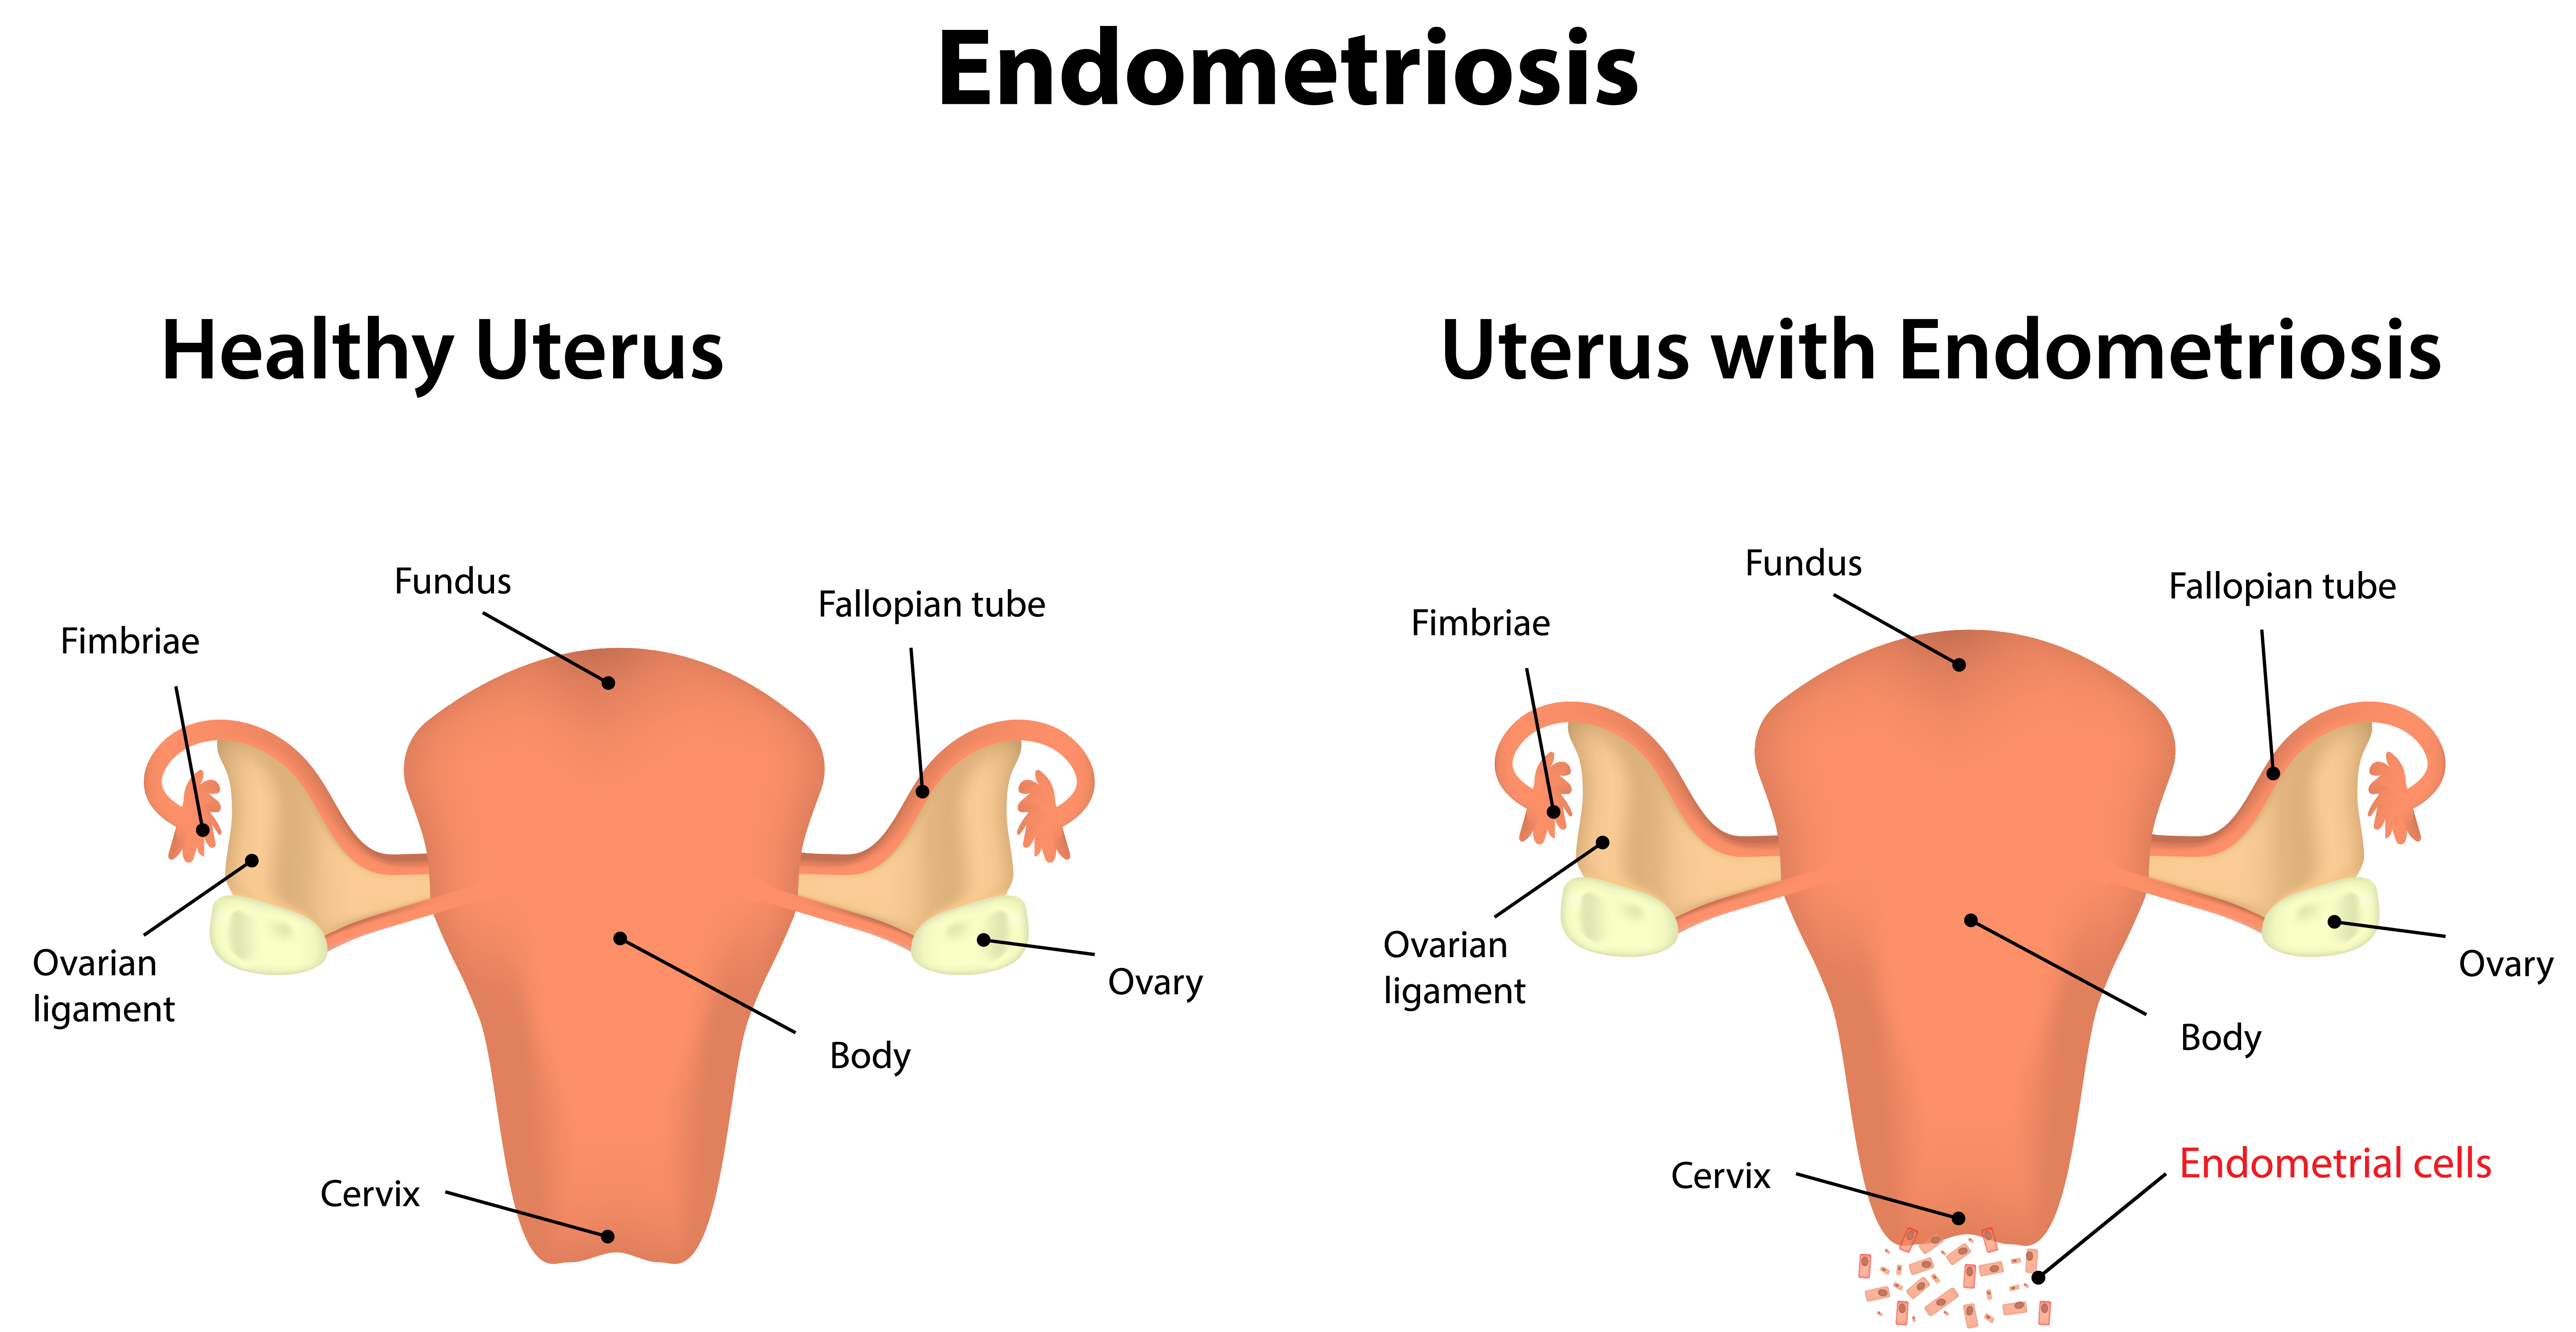 Endometriosis
Healthy Uterus
Fundus
Fallopian tube
Fimbriae
Ovarian
ligament
Ovary
Body
Cervix
Uterus with Endometriosis
Fundus
Fallopian tube
Fimbriae
Ovarian
ligament
Ovary
Body
Cervix
Endometrial cells